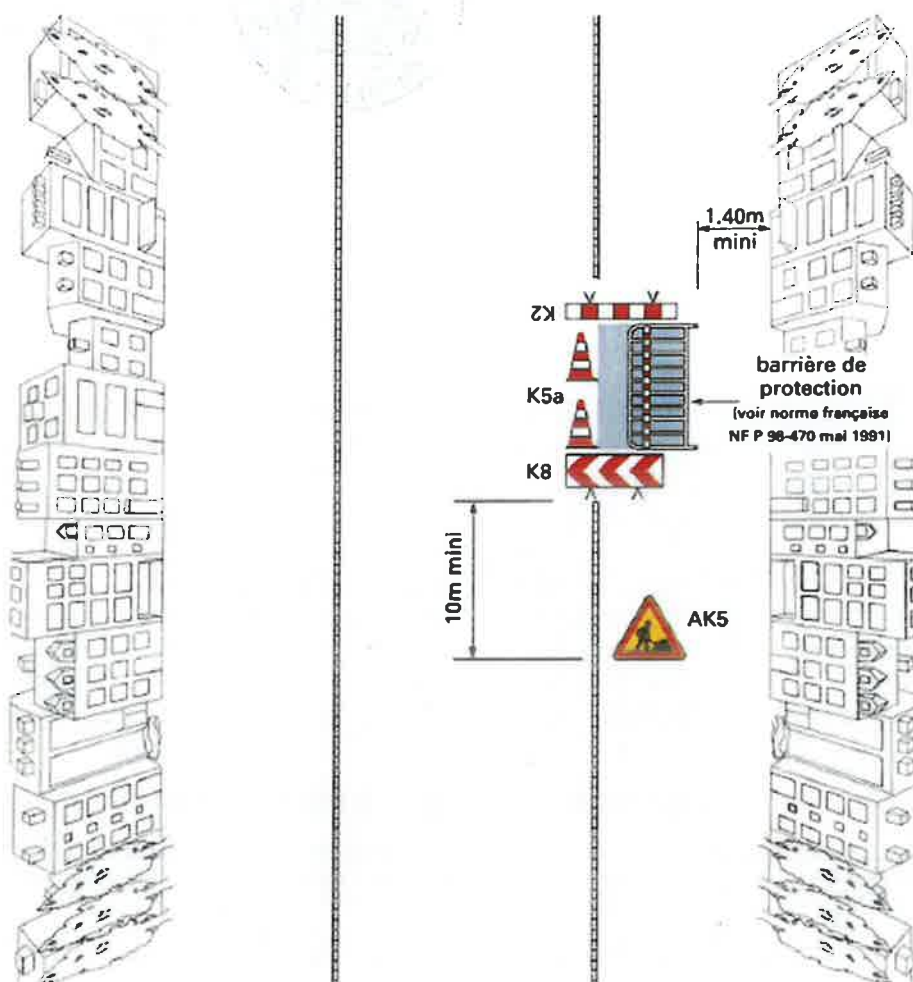 1.40m
mini
K2
K5a
barrière de
protection
(voir norme française
NF P 98-470 mai 1991)
K8
10m mini
AK5